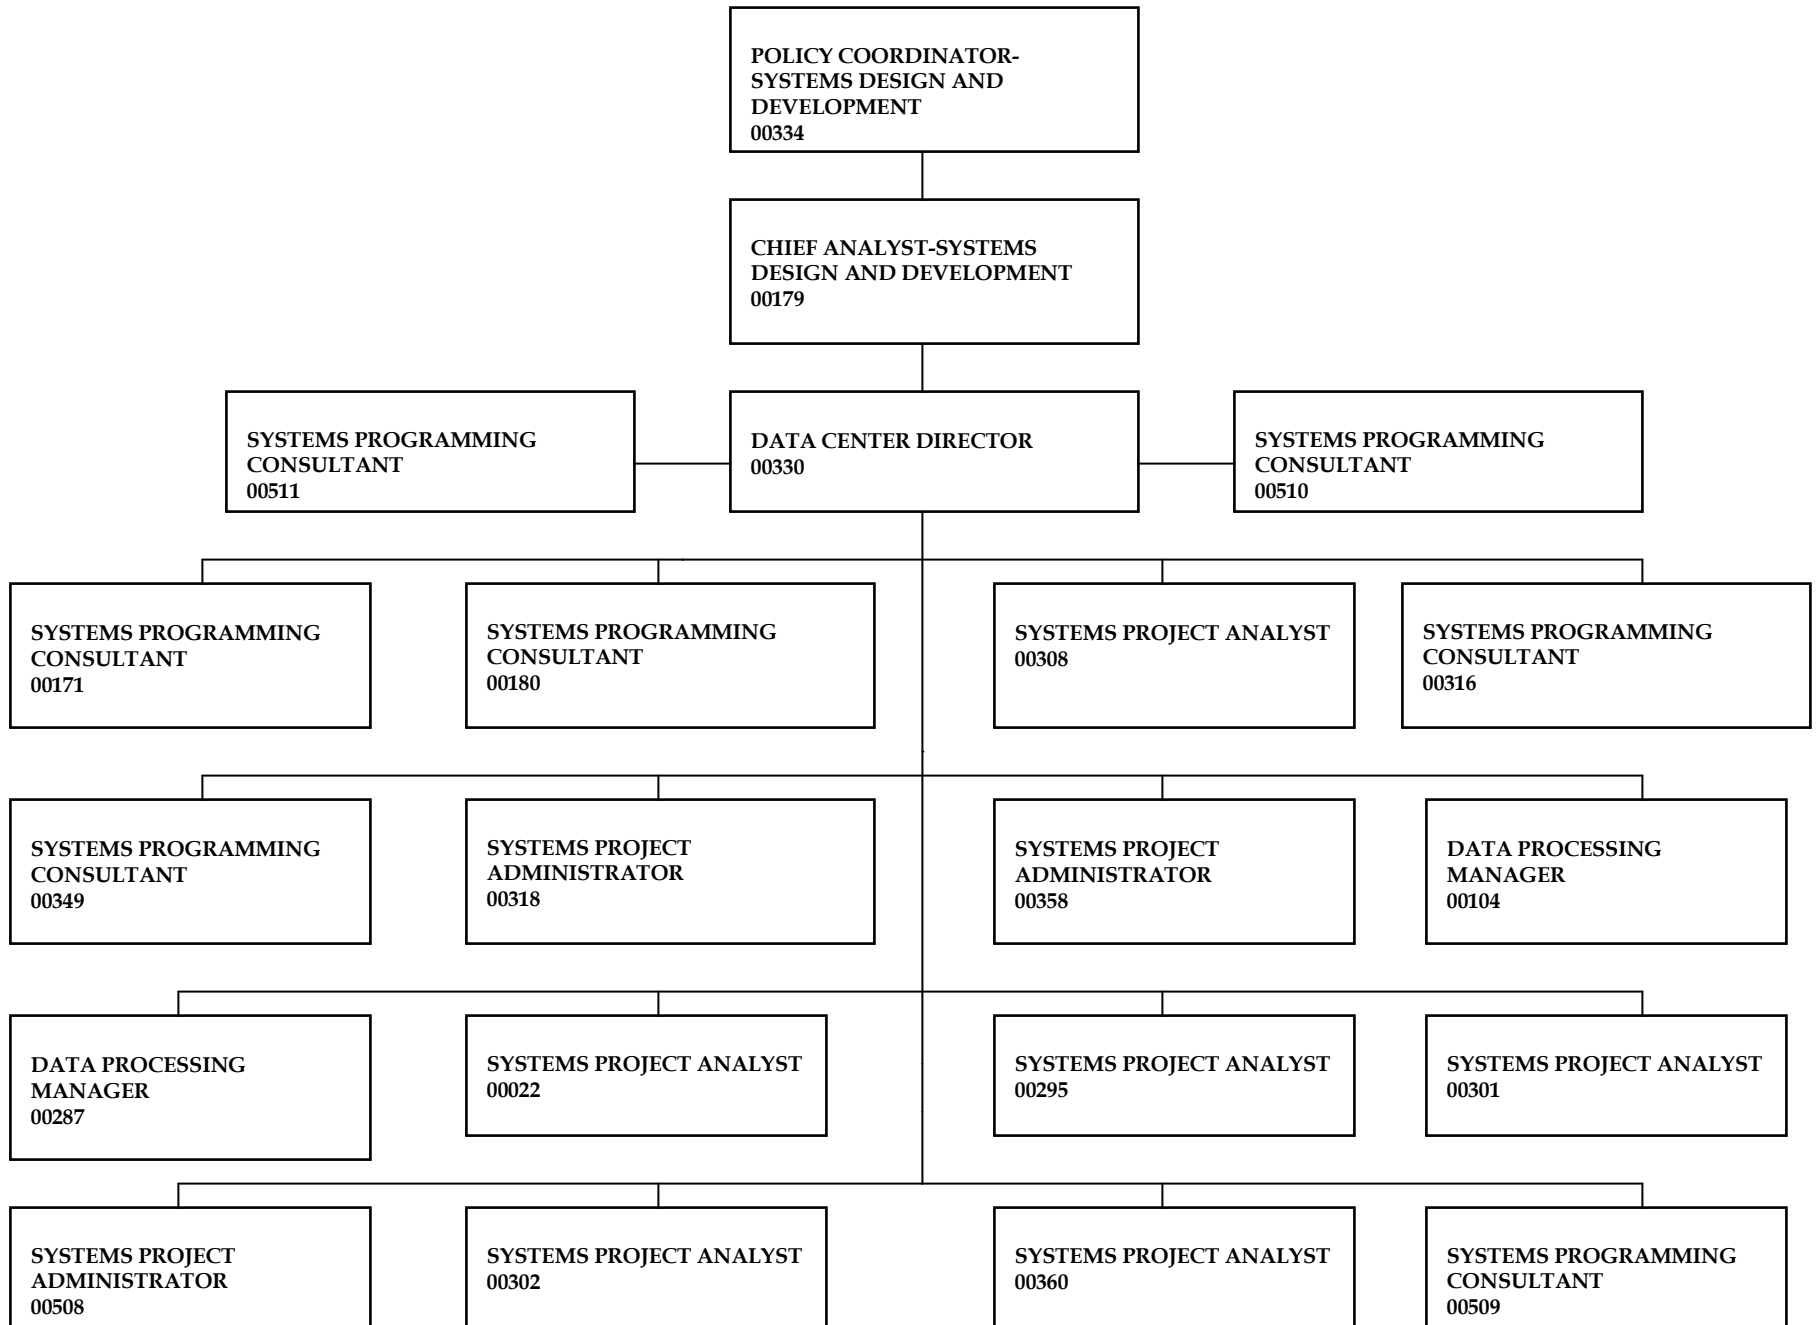 POLICY COORDINATOR-
SYSTEMS DESIGN AND
DEVELOPMENT
00334
CHIEF ANALYST-SYSTEMS
DESIGN AND DEVELOPMENT
00179
SYSTEMS PROGRAMMING
CONSULTANT
00511
DATA CENTER DIRECTOR
00330
SYSTEMS PROGRAMMING
CONSULTANT
00510
SYSTEMS PROGRAMMING
CONSULTANT
00171
SYSTEMS PROGRAMMING
CONSULTANT
00180
SYSTEMS PROJECT ANALYST
00308
SYSTEMS PROGRAMMING
CONSULTANT
00316
SYSTEMS PROGRAMMING
CONSULTANT
00349
SYSTEMS PROJECT
ADMINISTRATOR
00318
SYSTEMS PROJECT
ADMINISTRATOR
00358
DATA PROCESSING
MANAGER
00104
DATA PROCESSING
MANAGER
00287
SYSTEMS PROJECT ANALYST
00022
SYSTEMS PROJECT ANALYST
00295
SYSTEMS PROJECT ANALYST
00301
SYSTEMS PROJECT
ADMINISTRATOR
00508
SYSTEMS PROJECT ANALYST
00302
SYSTEMS PROJECT ANALYST
00360
SYSTEMS PROGRAMMING
CONSULTANT
00509